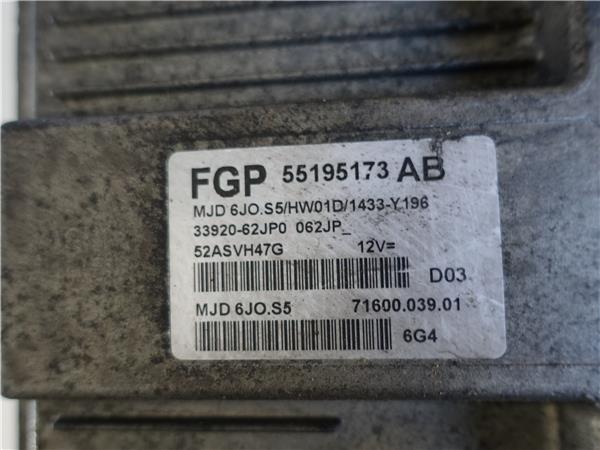 FGP 55195173 AB
MJD 6JO.S5/HW01D/1433-Y196
33920-62JP0 062JP_
52ASVH47G 12V=
D03
MJD 6JO.S5 71600.039.01
6G4